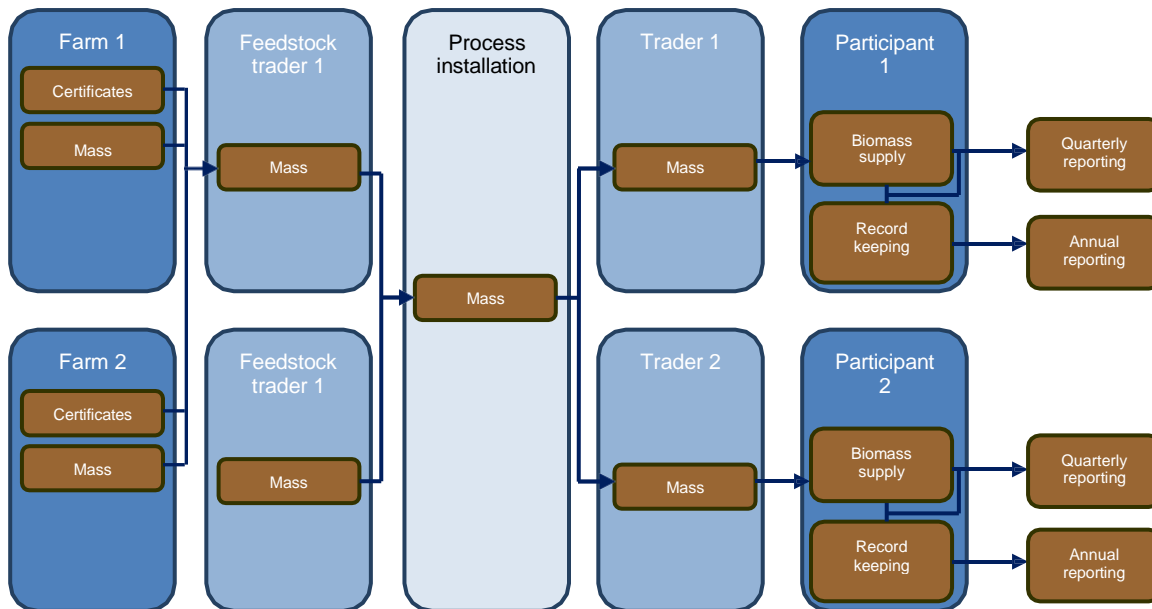 Farm 1
Certificates
Mass
Feedstock
trader 1
Mass
Process
installation
Mass
Trader 1
Mass
Participant
1
Biomass
supply
Record
keeping
Quarterly
reporting
Annual
reporting
Farm 2
Certificates
Mass
Feedstock
trader 1
Mass
Trader 2
Mass
Participant
2
Biomass
supply
Record
keeping
Quarterly
reporting
Annual
reporting